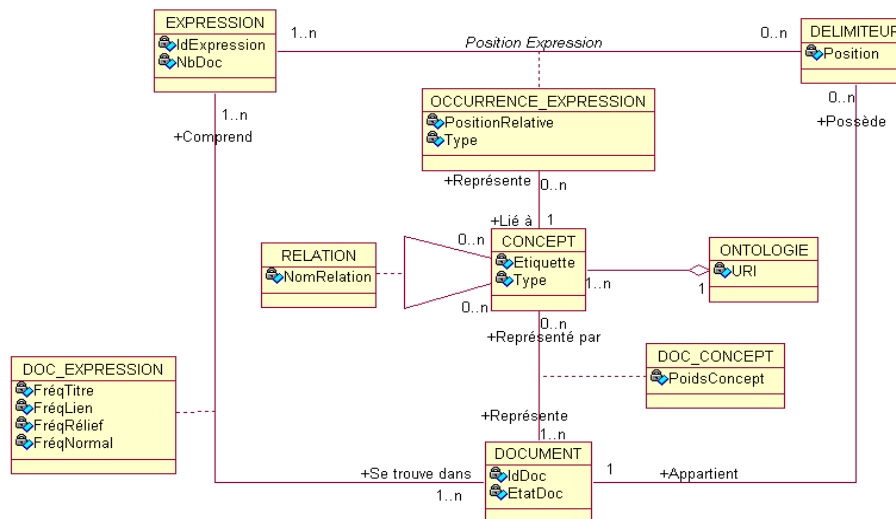 EXPRESSION
IdExpression
NbDoc
1..n
Position Expression
0..n
DELIMITEUR
Position
1..n
+Comprend
OCCURRENCE_EXPRESSION
PositionRelative
Type
0..n
+Possède
+Représente
0..n
+Lié à
1
RELATION
NomRelation
0..n
0..n
CONCEPT
Etiquette
Type
1..n
1
ONTOLOGIE
URI
0..n
+Représenté par
DOC_CONCEPT
PoidsConcept
DOC_EXPRESSION
FréqTitre
FréqLien
FréqRélief
FréqNormal
+Représente
1..n
+Se trouve dans
1..n
DOCUMENT
IdDoc
EtatDoc
1
+Appartient